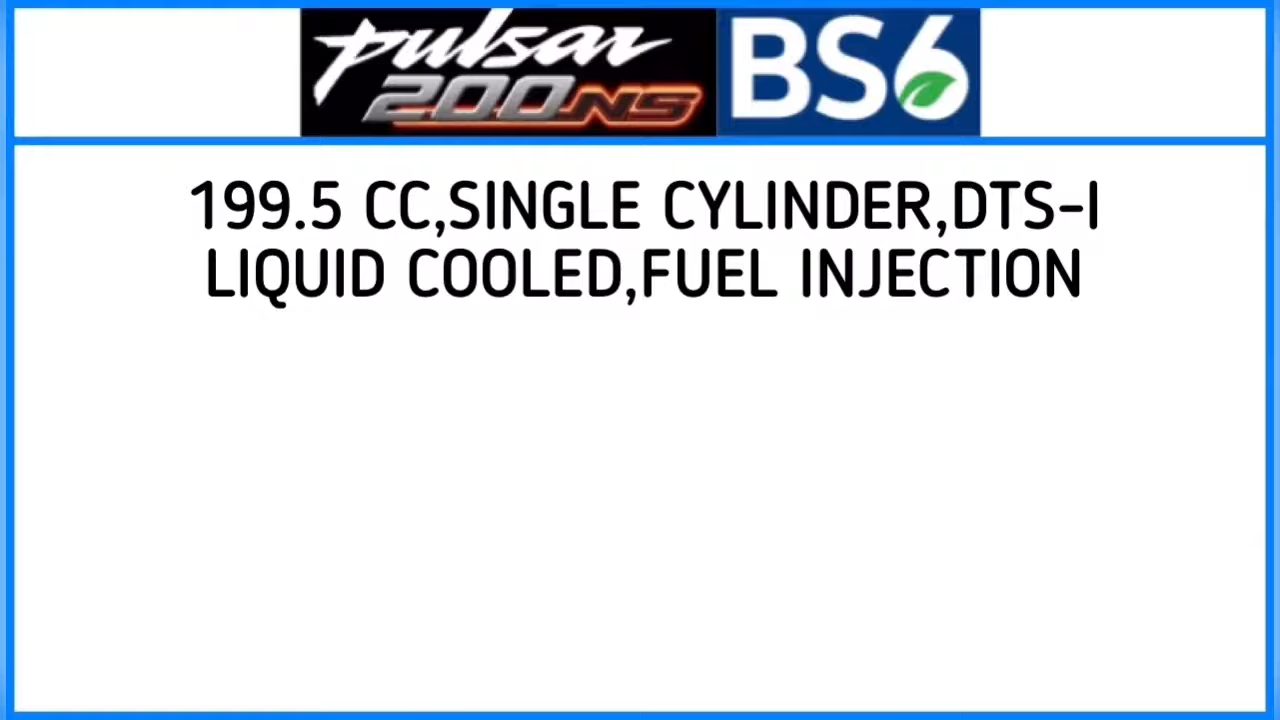 pulsar
200NS
BS6
199.5 CC,SINGLE CYLINDER,DTS-I
LIQUID COOLED,FUEL INJECTION